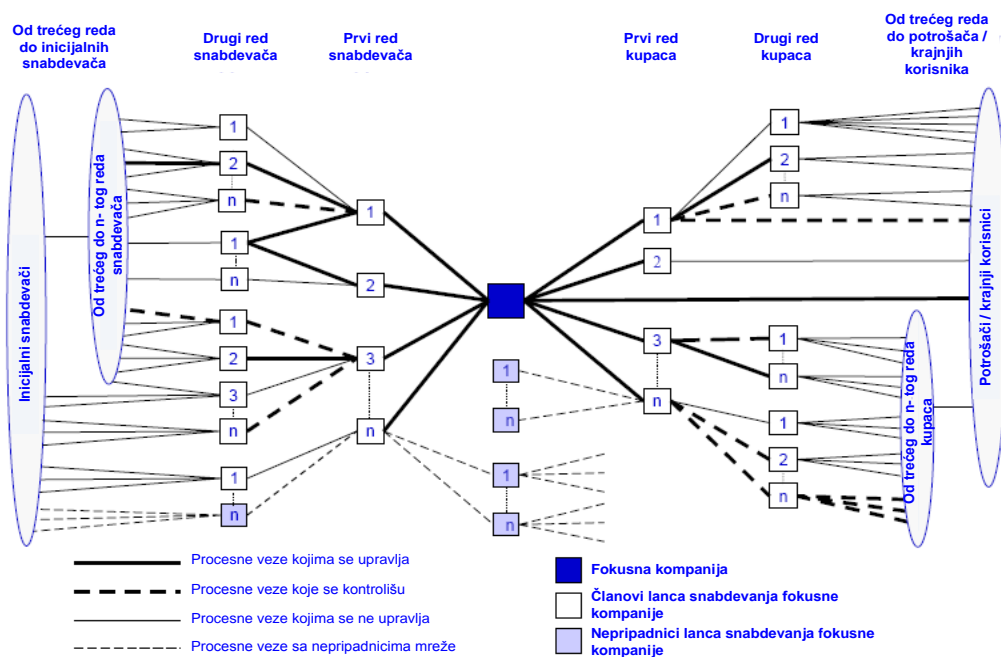 Od trećeg reda
do inicijalnih
snabdevača
Drugi red
snabdevača
Prvi red
snabdevača
Prvi red
kupaca
Drugi red
kupaca
Od trećeg reda
do potrošača /
krajnjih
korisnika
Inicijalni snabdevači
Od trećeg do n- tog reda
snabdevača
1
2
n
1
n
1
2
3
n
1
n
1
2
3
n
1
n
1
n
1
2
3
n
1
2
n
1
n
1
2
n
Od trećeg do n- tog reda
kupaca
Potrošači / krajnji korisnici
Procesne veze kojima se upravlja
Procesne veze koje se kontrolišu
Procesne veze kojima se ne upravlja
Procesne veze sa nepripadnicima mreže
Fokusna kompanija
Članovi lanca snabdevanja fokusne
kompanije
Nepripadnici lanca snabdevanja fokusne
kompanije